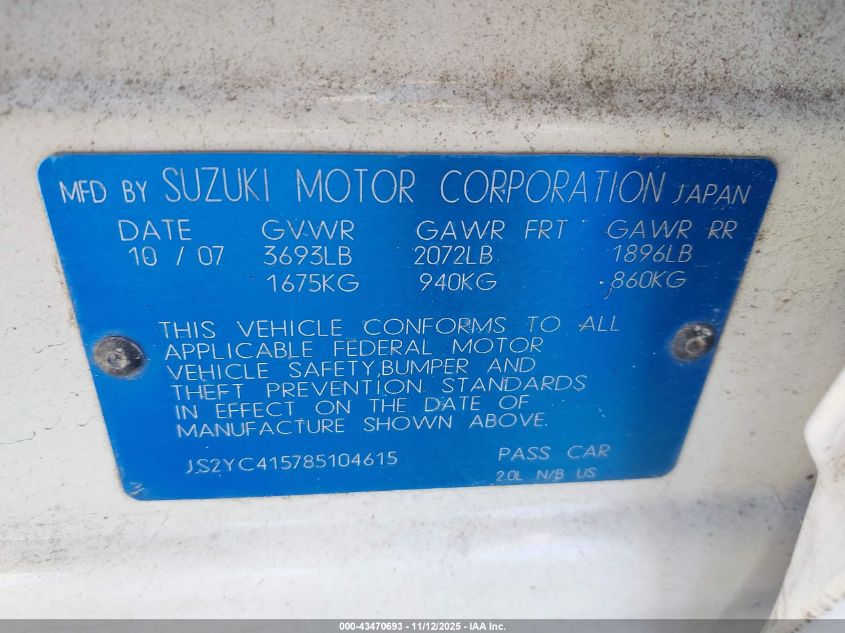 MFD BY SUZUKI MOTOR CORPORATION JAPAN
DATE GVWR GAWR FRT GAWR RR
10 / 07 3693LB 2072LB 1896LB
1675KG 940KG 860KG
THIS VEHICLE CONFORMS TO ALL
APPLICABLE FEDERAL MOTOR
VEHICLE SAFETY,BUMPER AND
THEFT PREVENTION STANDARDS
IN EFFECT ON THE DATE OF
MANUFACTURE SHOWN ABOVE.
JS2YC415785104615 PASS CAR
2.0L N/B US
000-43470693 - 11/12/2025 - IAA Inc.